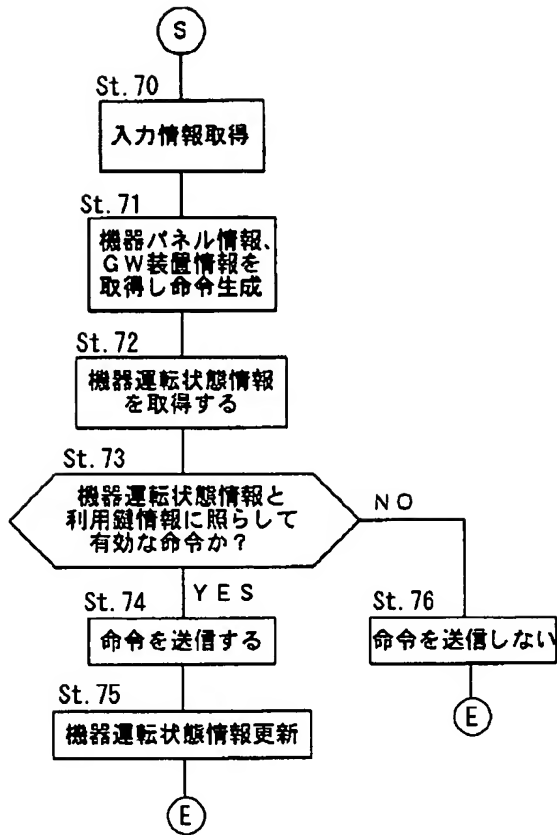 S
St.70
入力情報取得
St.71
機器パネル情報、
GW装置情報を
取得し命令生成
St.72
機器運転状態情報
を取得する
St.73
機器運転状態情報と
利用鍵情報に照らして
有効な命令か？
NO
YES
St.74
命令を送信する
St.76
命令を送信しない
St.75
機器運転状態情報更新
E
E